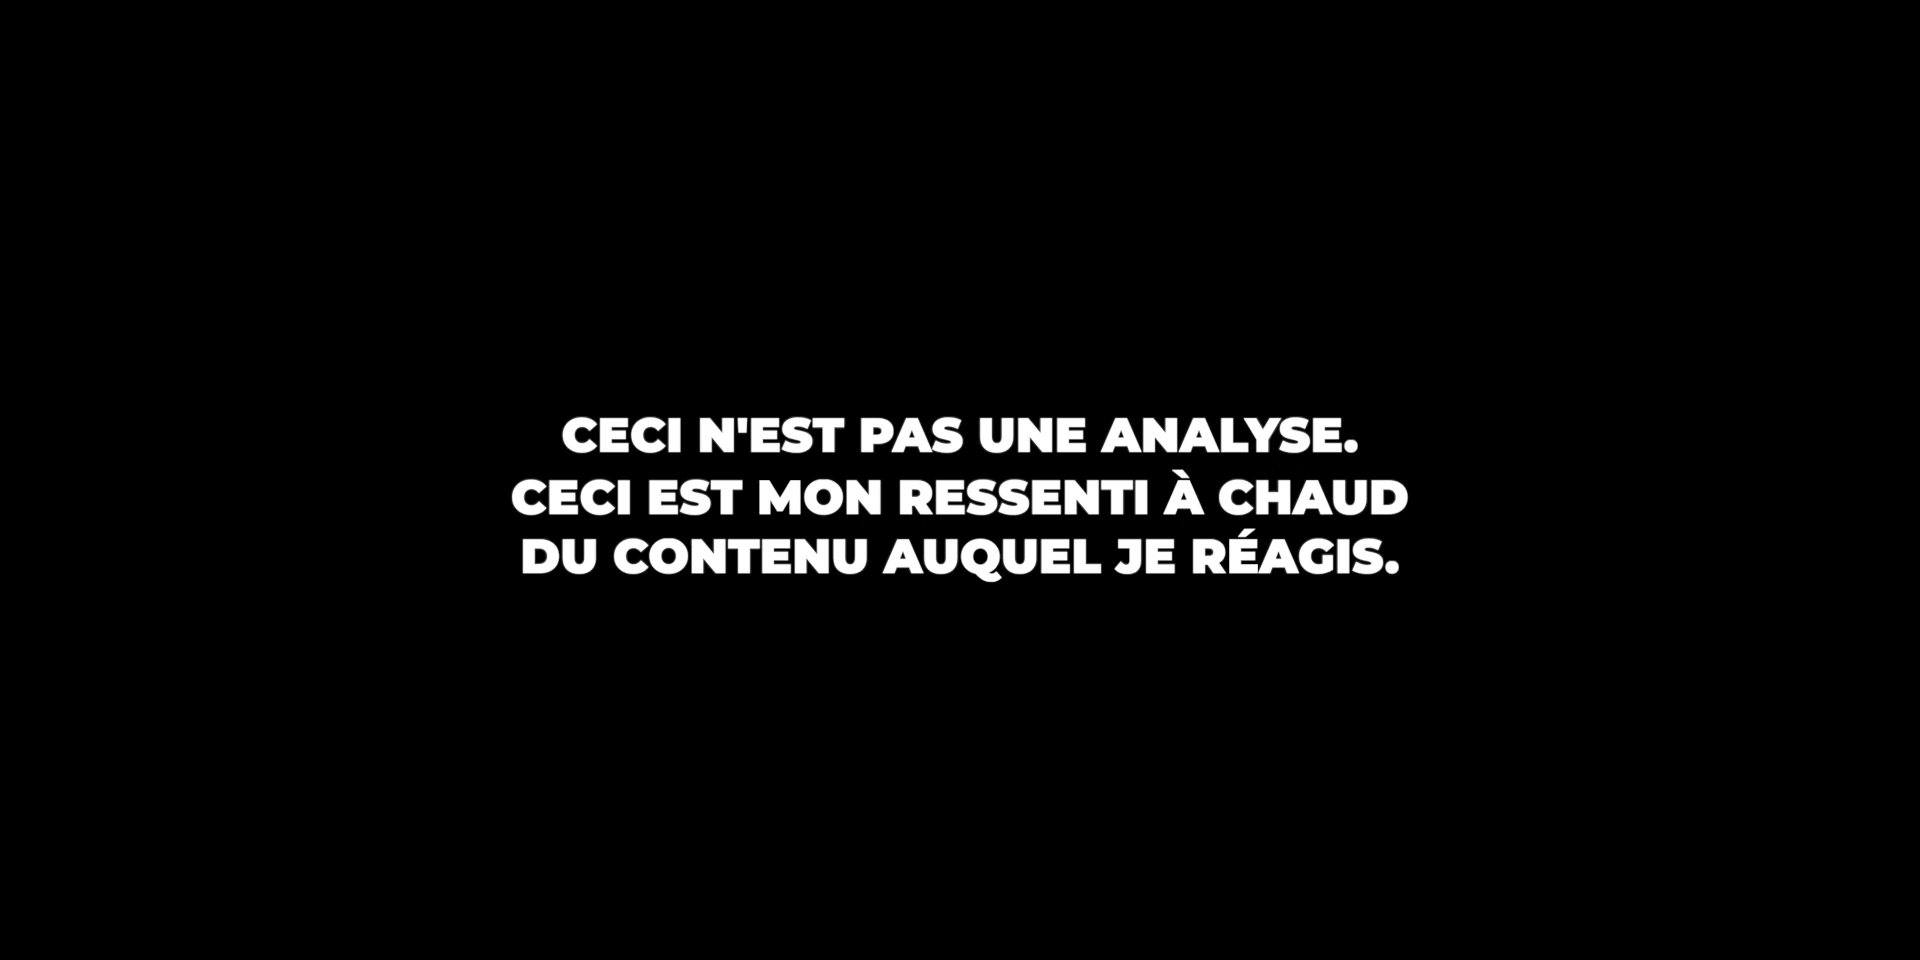 CECI N'EST PAS UNE ANALYSE.
CECI EST MON RESSENTI À CHAUD
DU CONTENU AUQUEL JE RÉAGIS.